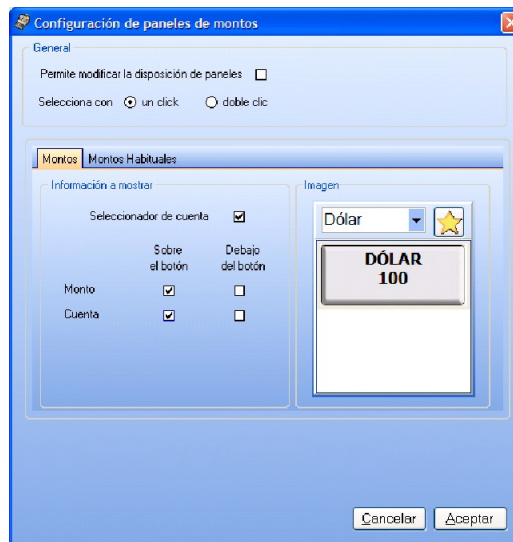 Configuración de paneles de montos
General
Permite modificar la disposición de paneles
Selecciona con un click doble clic
Montos Montos Habituales
Información a mostrar
Imagen
Seleccionador de cuenta
Dólar
Sobre el botón
Debajo del botón
DÓLAR
100
Monto
Cuenta
Cancelar Aceptar